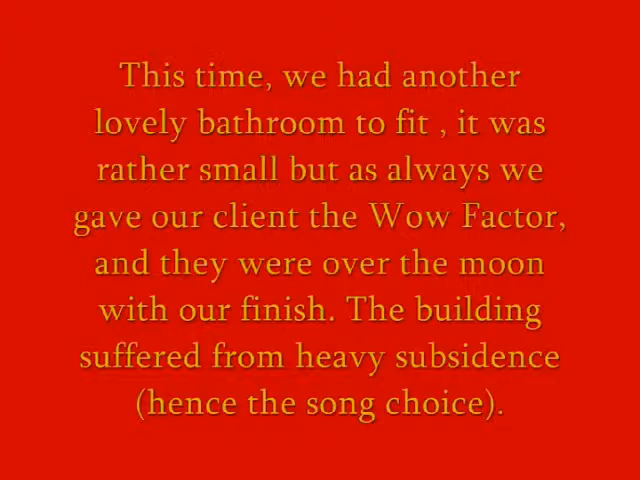 This time, we had another
lovely bathroom to fit , it was
rather small but as always we
gave our client the Wow Factor,
and they were over the moon
with our finish. The building
suffered from heavy subsidence
(hence the song choice).